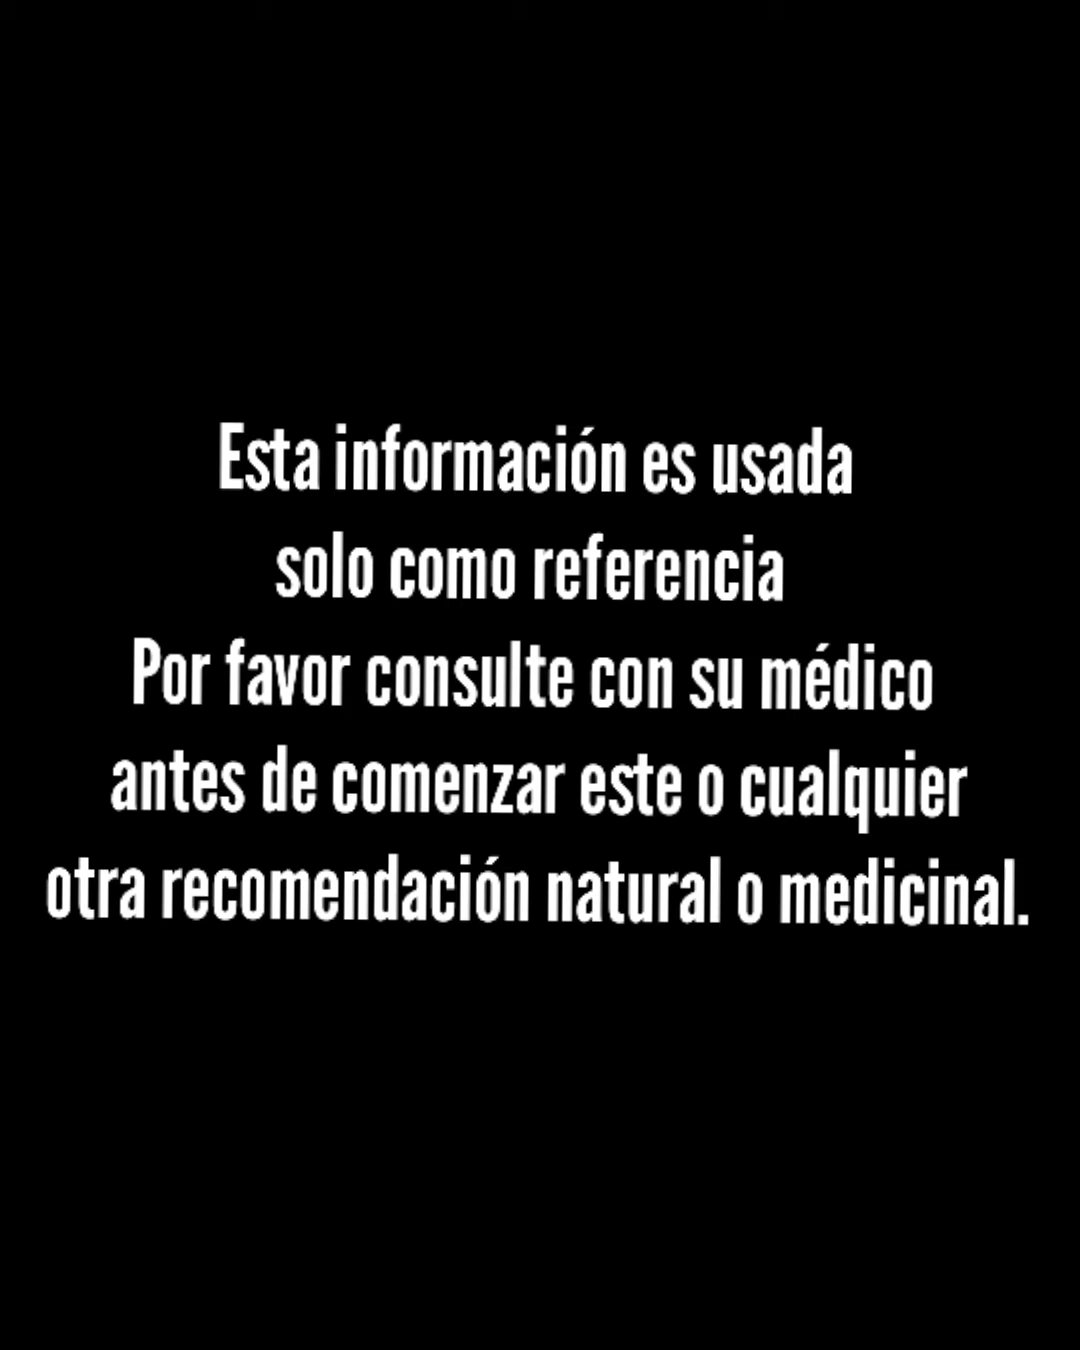 Esta información es usada
solo como referencia
Por favor consulte con su médico
antes de comenzar este o cualquier
otra recomendación natural o medicinal.